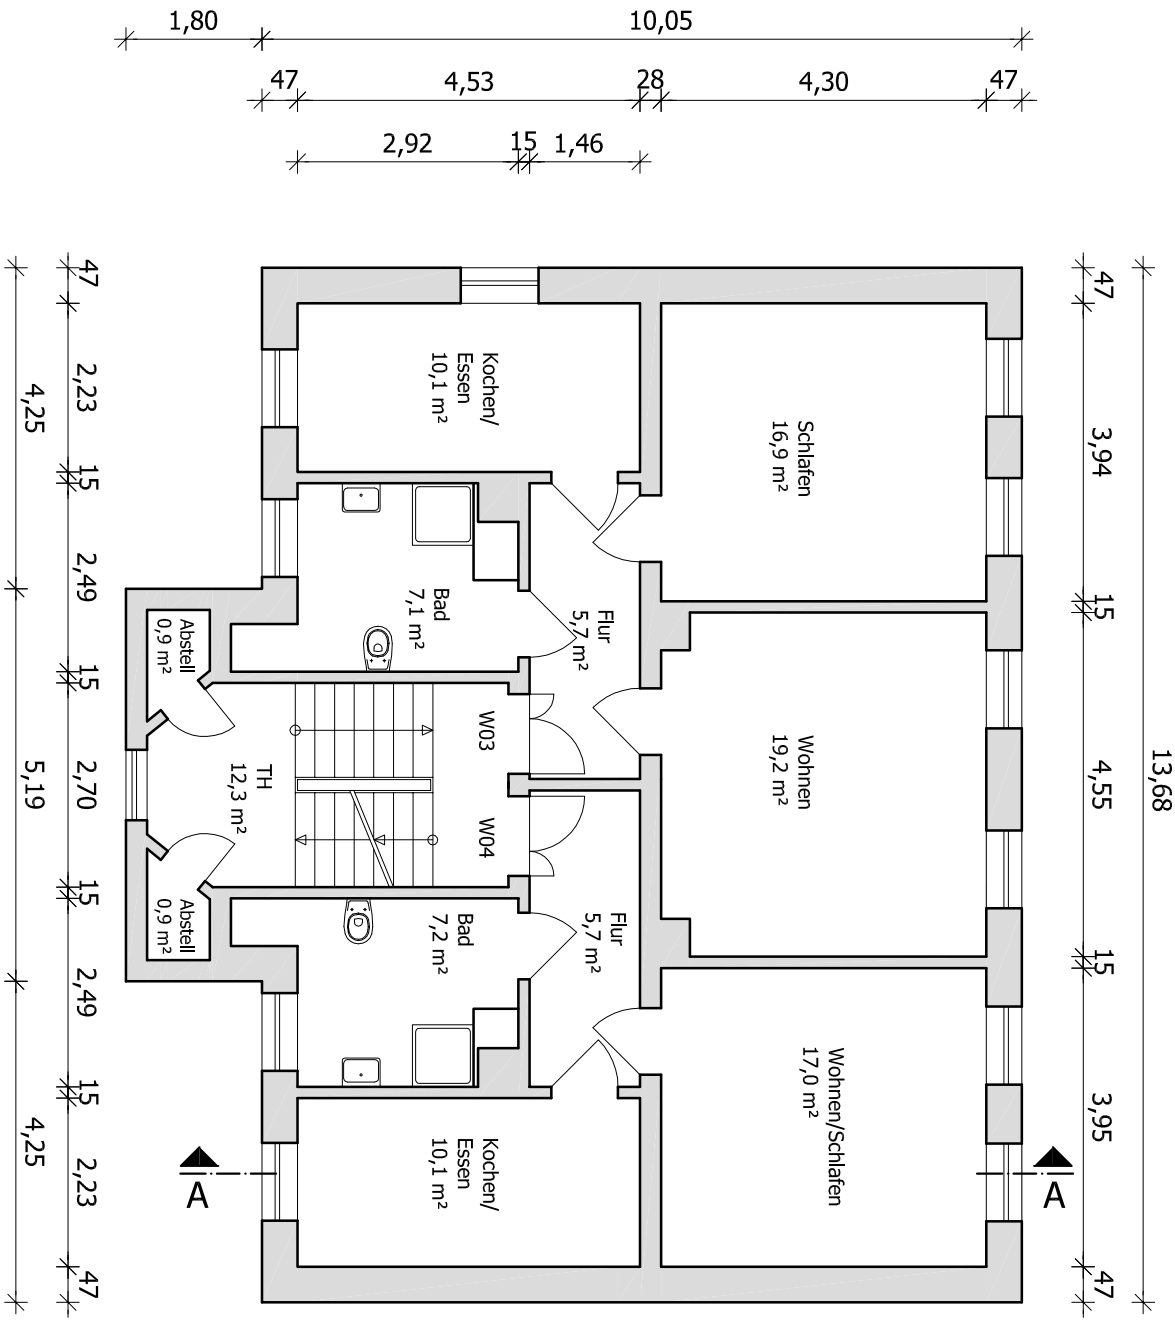 1,80
10,05
47
4,53
28
4,30
47
2,92
15
1,46
47
2,23
15
2,49
15
2,70
15
2,49
15
2,23
47
4,25
5,19
4,25
47
3,94
15
4,55
15
3,95
47
13,68
Kochen/
Essen
10,1 m²
Schlafen
16,9 m²
Bad
7,1 m²
Flur
5,7 m²
Abstell
0,9 m²
Wohnen
19,2 m²
W03
TH
12,3 m²
W04
Abstell
0,9 m²
Bad
7,2 m²
Flur
5,7 m²
Kochen/
Essen
10,1 m²
Wohnen/Schlafen
17,0 m²
A
A